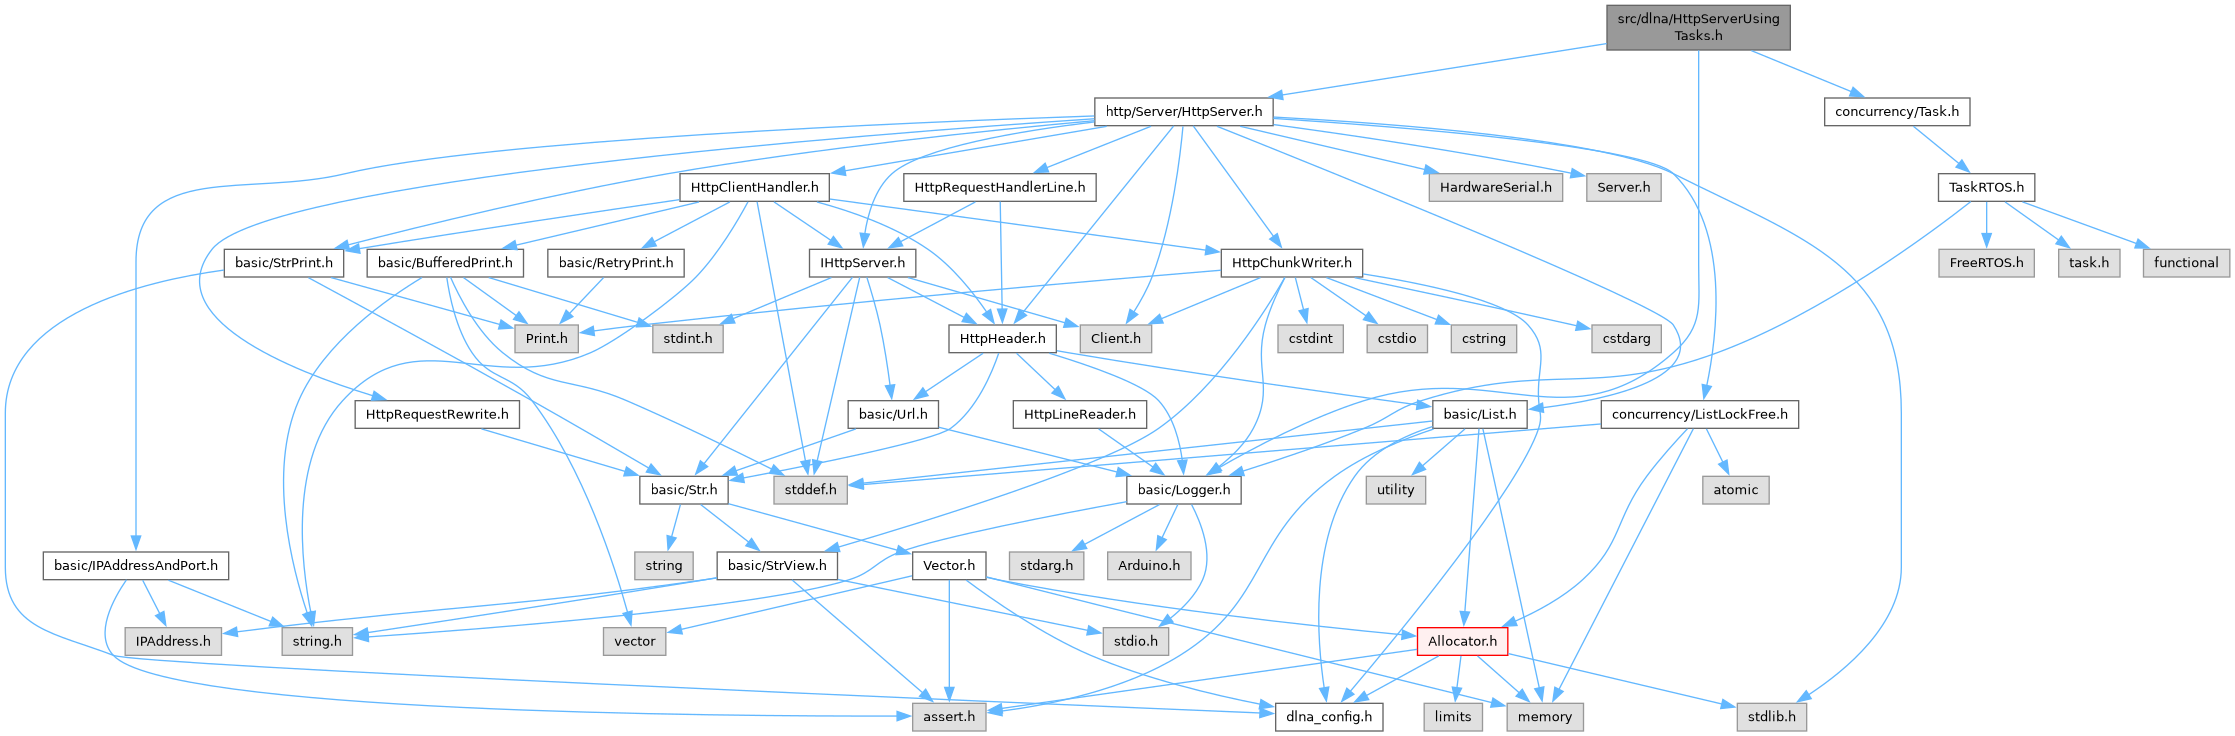 src/dlna/HttpServerUsing
Tasks.h
http/Server/HttpServer.h
concurrency/Task.h
HttpClientHandler.h
HttpRequestHandlerLine.h
HardwareSerial.h
Server.h
TaskRTOS.h
basic/StrPrint.h
basic/BufferedPrint.h
basic/RetryPrint.h
IHttpServer.h
HttpChunkWriter.h
FreeRTOS.h
task.h
functional
Print.h
stdint.h
HttpHeader.h
Client.h
cstdint
cstdio
cstring
cstdarg
HttpRequestRewrite.h
basic/Url.h
HttpLineReader.h
basic/List.h
concurrency/ListLockFree.h
basic/Str.h
stddef.h
basic/Logger.h
utility
atomic
basic/IPAddressAndPort.h
string
basic/StrView.h
Vector.h
stdarg.h
Arduino.h
IPAddress.h
string.h
vector
stdio.h
Allocator.h
assert.h
dlna_config.h
limits
memory
stdlib.h